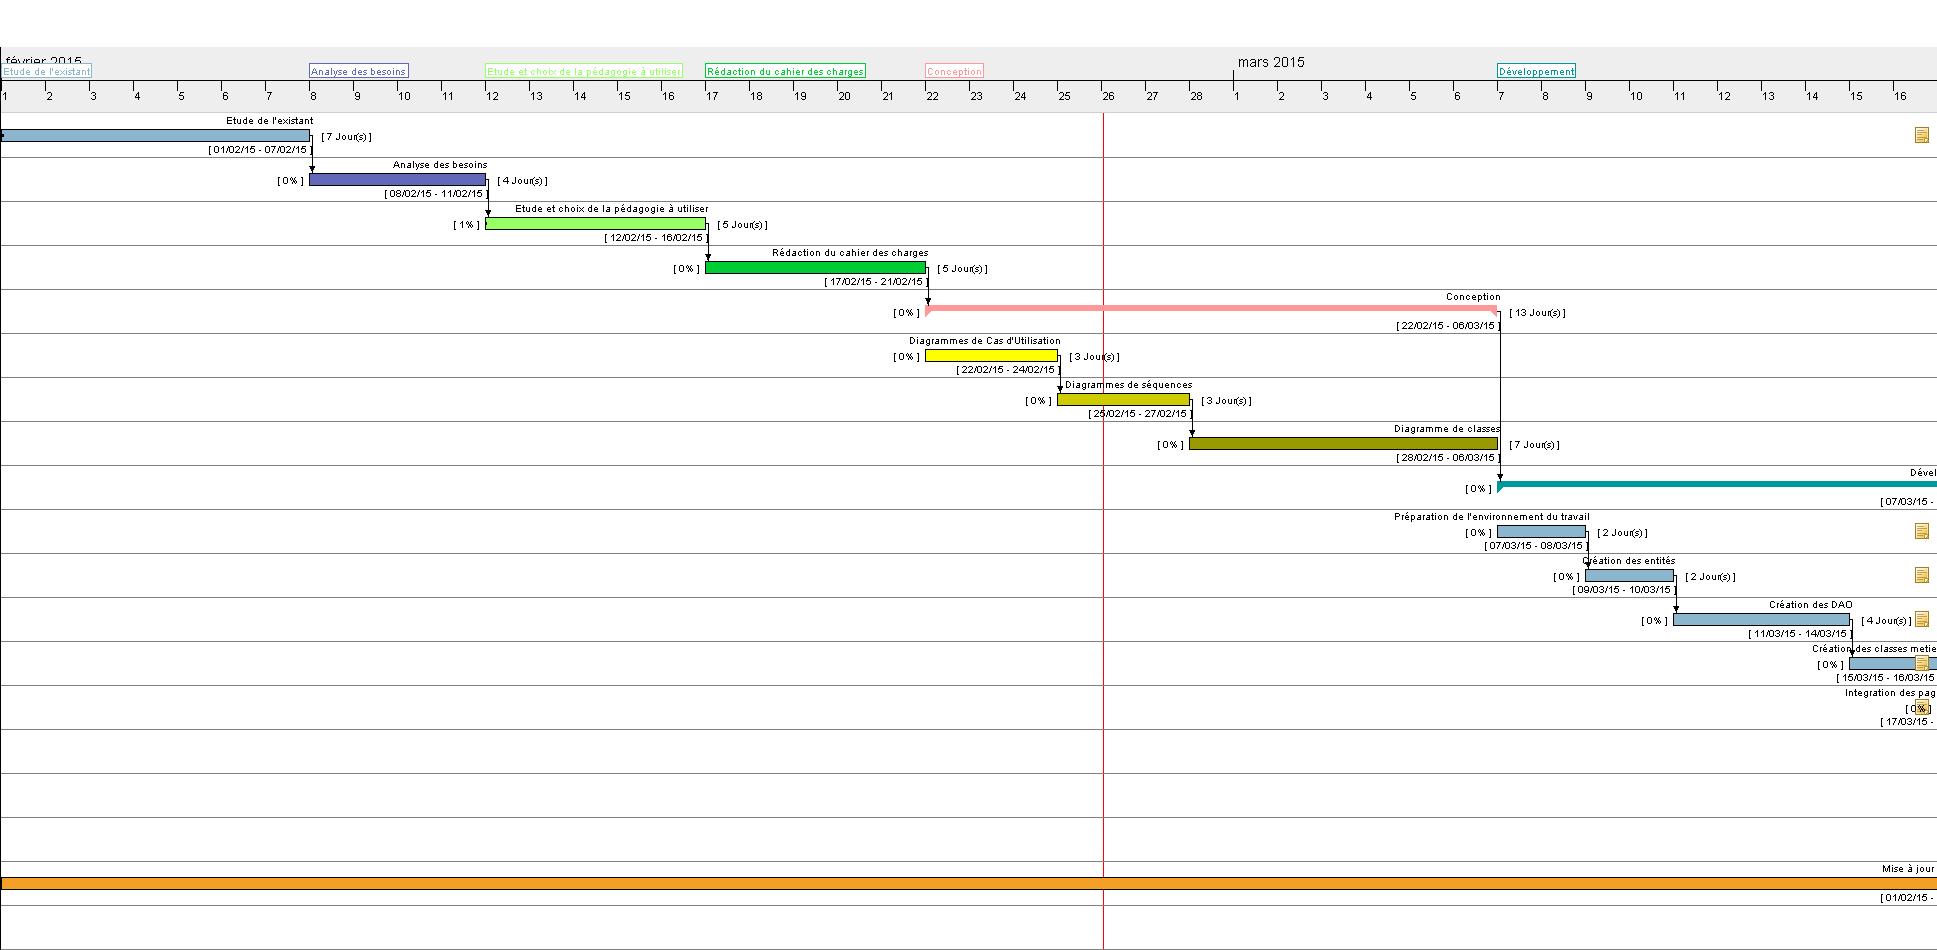 février 2015
mars 2015
Etude de l'existant
Analyse des besoins
Etude et choix de la pédagogie à utiliser
Rédaction du cahier des charges
Conception
Développement
1 2 3 4 5 6 7 8 9 10 11 12 13 14 15 16 17 18 19 20 21 22 23 24 25 26 27 28 1 2 3 4 5 6 7 8 9 10 11 12 13 14 15 16
Etude de l'existant
[ 7 Jour(s) ]
[ 01/02/15 - 07/02/15 ]
Analyse des besoins
[ 0% ] [ 4 Jour(s) ]
[ 08/02/15 - 11/02/15 ]
Etude et choix de la pédagogie à utiliser
[ 1% ] [ 5 Jour(s) ]
[ 12/02/15 - 16/02/15 ]
Rédaction du cahier des charges
[ 0% ] [ 5 Jour(s) ]
[ 17/02/15 - 21/02/15 ]
Conception
[ 0% ] [ 13 Jour(s) ]
[ 22/02/15 - 06/03/15 ]
Diagrammes de Cas d'Utilisation
[ 0% ] [ 3 Jour(s) ]
[ 22/02/15 - 24/02/15 ]
Diagrammes de séquences
[ 0% ] [ 3 Jour(s) ]
[ 25/02/15 - 27/02/15 ]
Diagramme de classes
[ 0% ] [ 7 Jour(s) ]
[ 28/02/15 - 06/03/15 ]
Dével
[ 0% ]
[ 07/03/15 -
Préparation de l'environnement du travail
[ 0% ] [ 2 Jour(s) ]
[ 07/03/15 - 08/03/15 ]
Création des entités
[ 0% ] [ 2 Jour(s) ]
[ 09/03/15 - 10/03/15 ]
Création des DAO
[ 0% ] [ 4 Jour(s) ]
[ 11/03/15 - 14/03/15 ]
Création des classes metie
[ 0% ]
[ 15/03/15 - 16/03/15
Integration des pag
[ 0% ]
[ 17/03/15 -
Mise à jour
[ 01/02/15 -